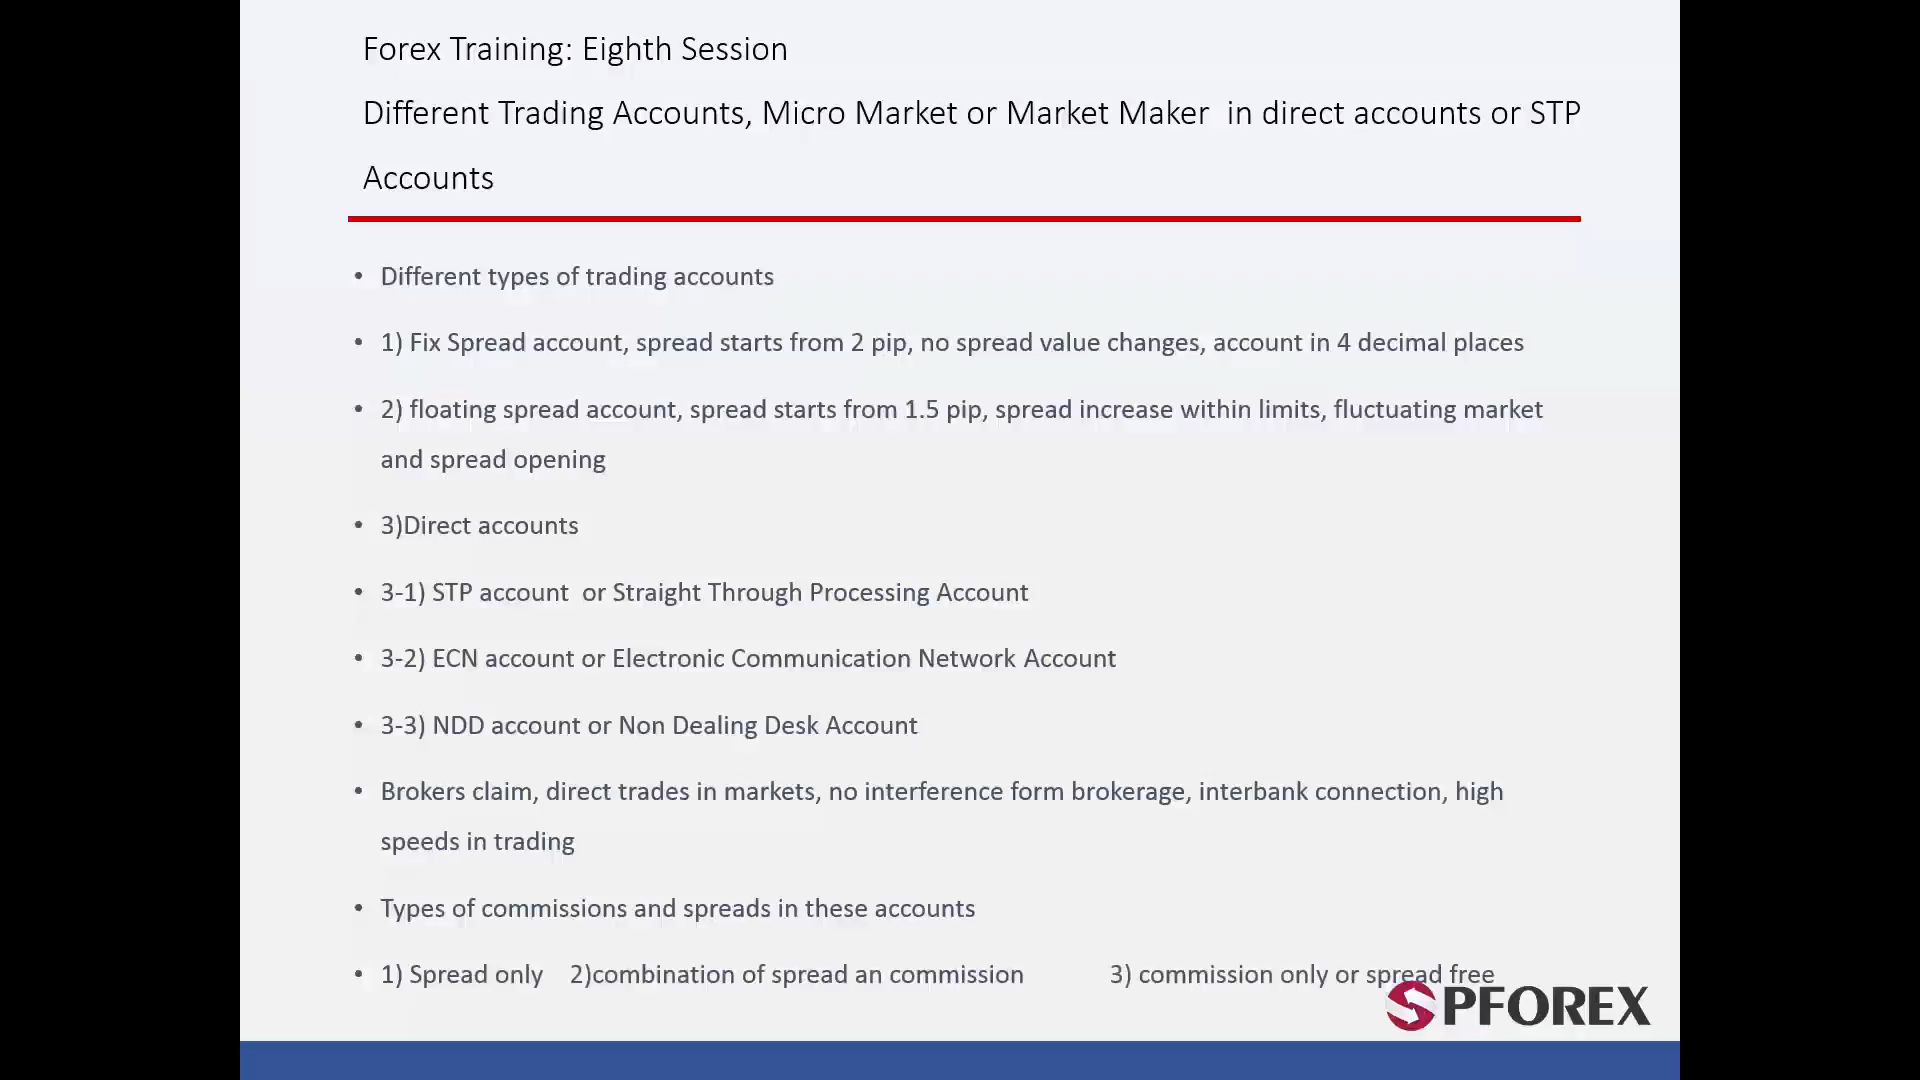 Forex Training: Eighth Session
Different Trading Accounts, Micro Market or Market Maker  in direct accounts or STP
Accounts
• Different types of trading accounts
• 1) Fix Spread account, spread starts from 2 pip, no spread value changes, account in 4 decimal places
• 2) floating spread account, spread starts from 1.5 pip, spread increase within limits, fluctuating market
and spread opening
• 3)Direct accounts
• 3-1) STP account  or Straight Through Processing Account
• 3-2) ECN account or Electronic Communication Network Account
• 3-3) NDD account or Non Dealing Desk Account
• Brokers claim, direct trades in markets, no interference form brokerage, interbank connection, high
speeds in trading
• Types of commissions and spreads in these accounts
• 1) Spread only    2)combination of spread an commission    3) commission only or spread free
SPFOREX